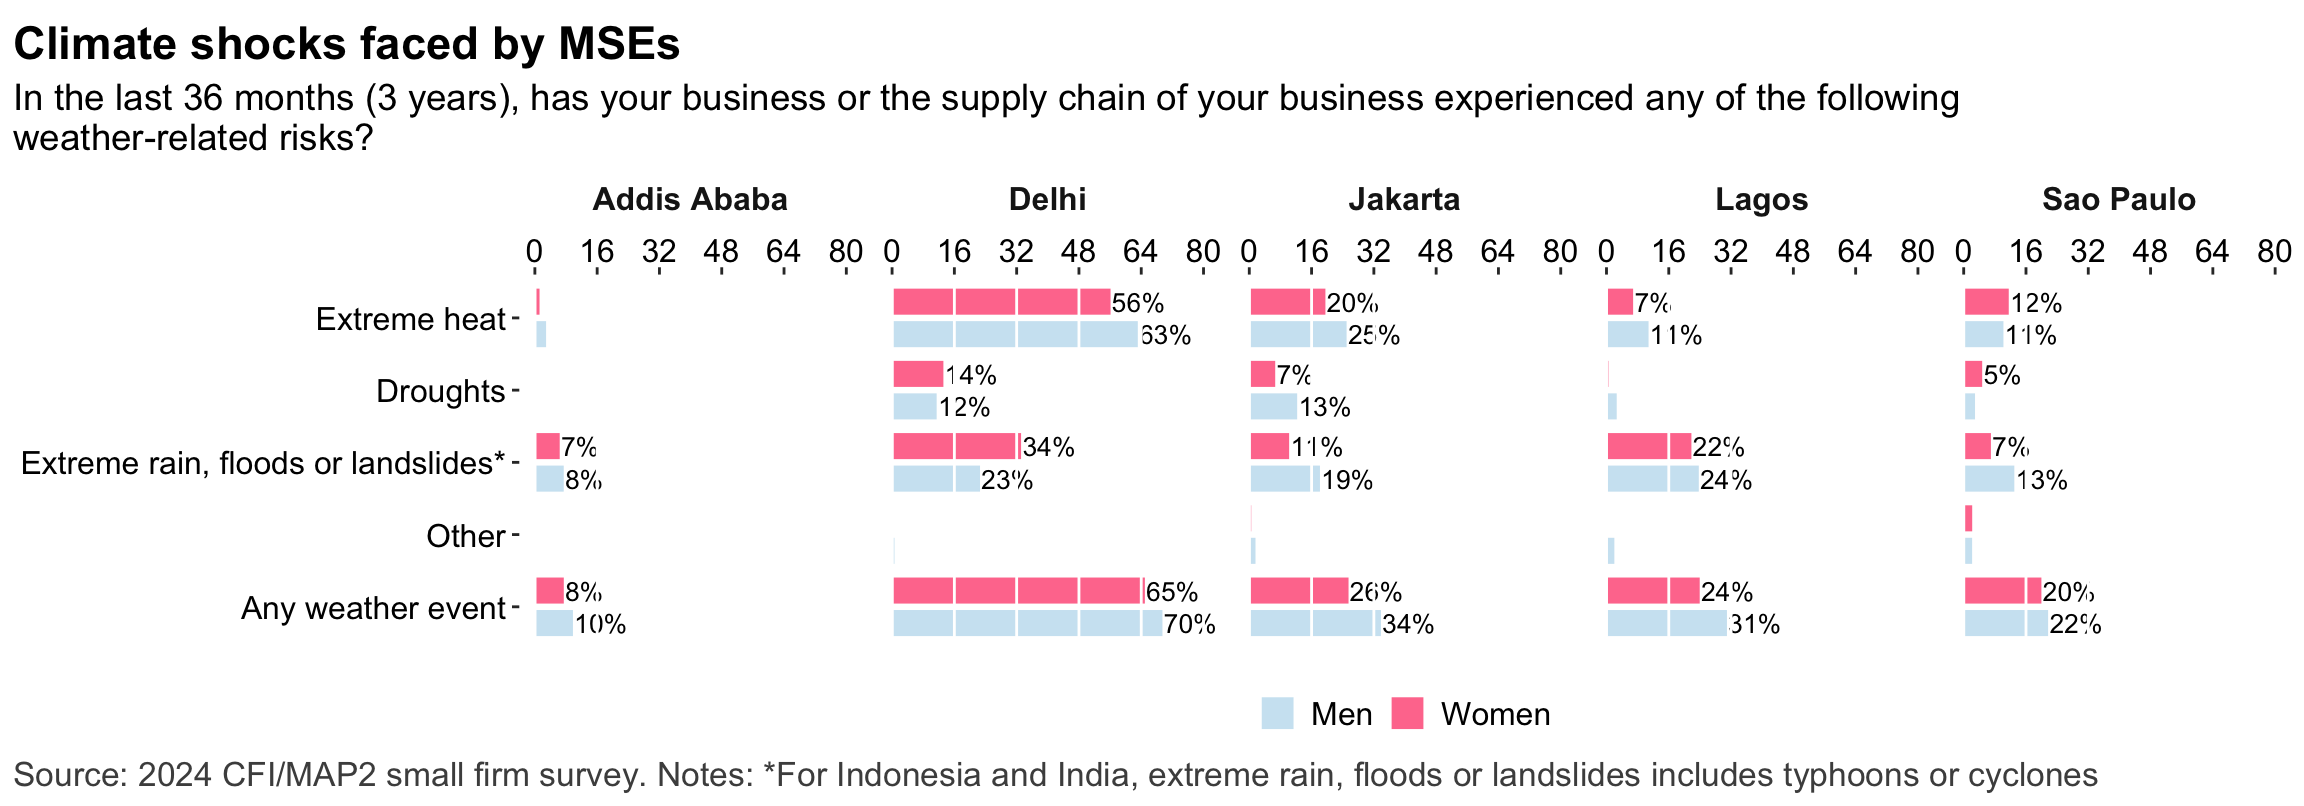 Climate shocks faced by MSEs
In the last 36 months (3 years), has your business or the supply chain of your business experienced any of the following
weather-related risks?
Addis Ababa Delhi Jakarta Lagos Sao Paulo
0 16 32 48 64 80 0 16 32 48 64 80 0 16 32 48 64 80 0 16 32 48 64 80 0 16 32 48 64 80
56% 20% 7% 12%
Extreme heat
63% 25% 11% 11%
14% 7% 5%
Droughts
12% 13%
7% 34% 11% 22% 7%
Extreme rain, floods or landslides*
8% 23% 19% 24% 13%
Other
8% 65% 26% 24% 20%
Any weather event
10% 70% 34% 31% 22%
Men Women
Source: 2024 CFI/MAP2 small firm survey. Notes: *For Indonesia and India, extreme rain, floods or landslides includes typhoons or cyclones